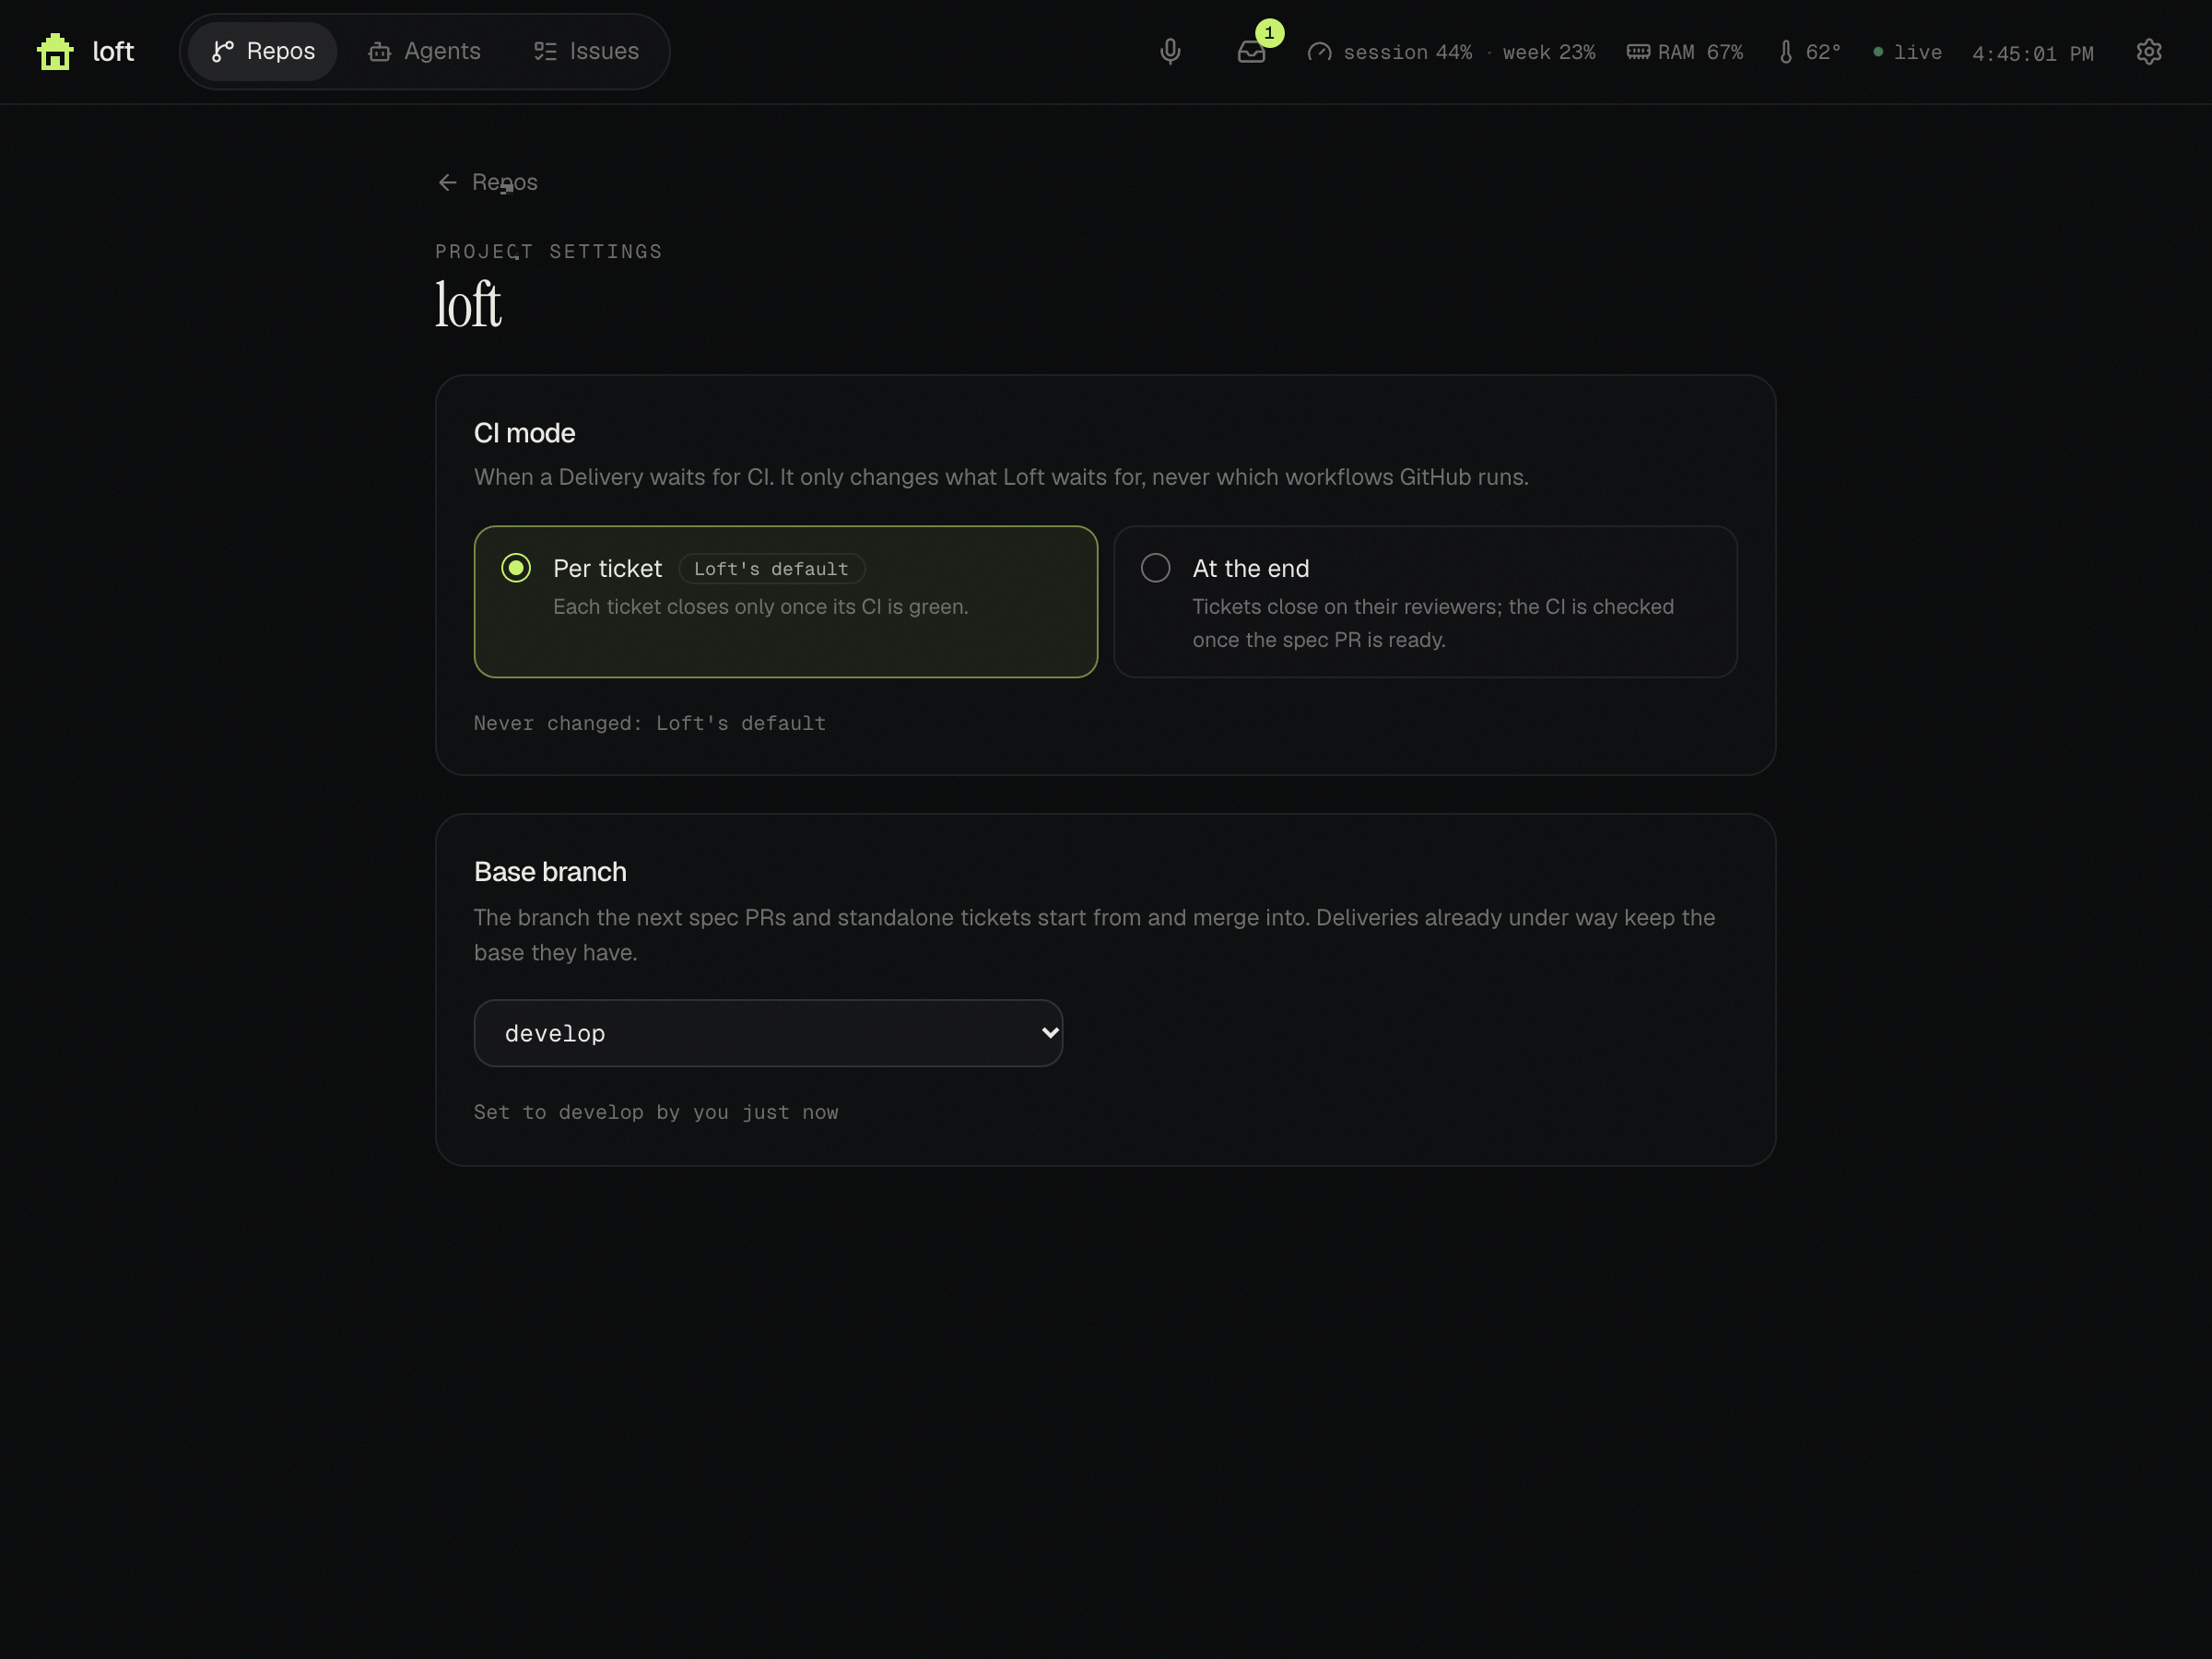 loft
Repos
Agents
Issues
1
session 44% · week 23%
RAM 67%
62°
live
4:45:01 PM
Repos
PROJECT SETTINGS
loft
CI mode
When a Delivery waits for CI. It only changes what Loft waits for, never which workflows GitHub runs.
Per ticket
Loft's default
Each ticket closes only once its CI is green.
At the end
Tickets close on their reviewers; the CI is checked
once the spec PR is ready.
Never changed: Loft's default
Base branch
The branch the next spec PRs and standalone tickets start from and merge into. Deliveries already under way keep the
base they have.
develop
Set to develop by you just now